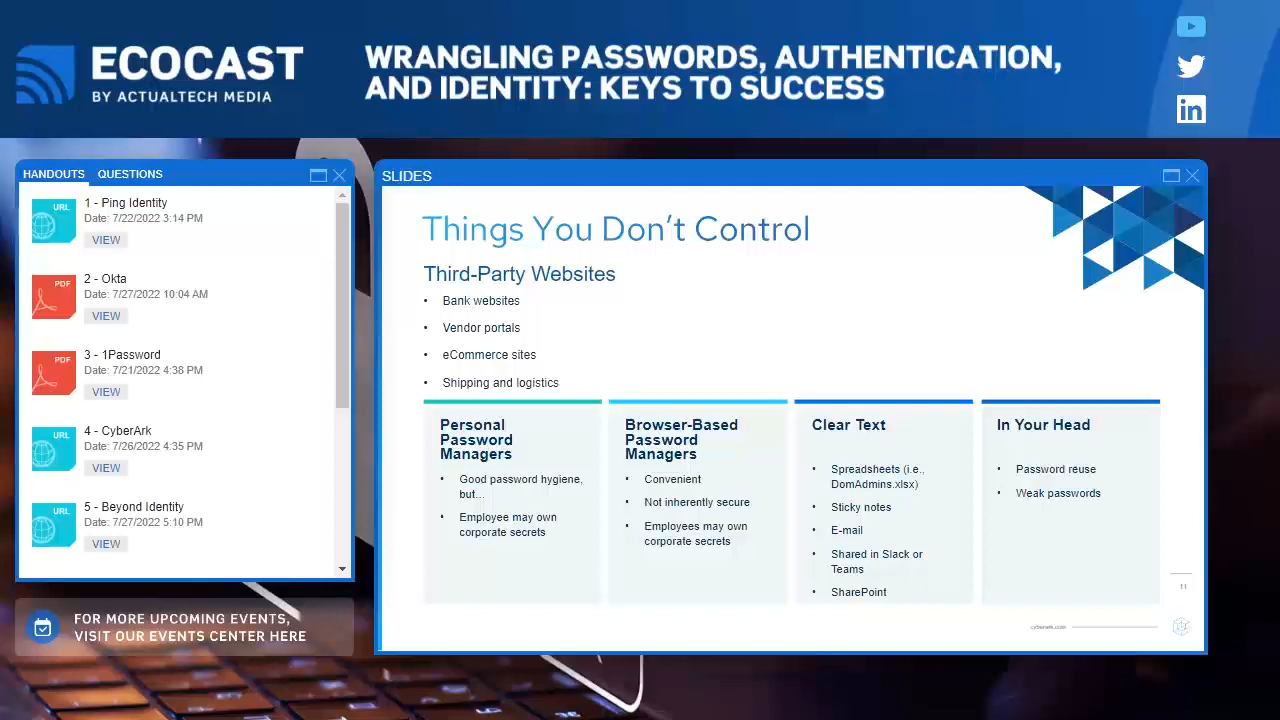 ECOCAST
BY ACTUALTECH MEDIA
WRANGLING PASSWORDS, AUTHENTICATION,
AND IDENTITY: KEYS TO SUCCESS
HANDOUTS QUESTIONS
URL
1 - Ping Identity
Date: 7/22/2022 3:14 PM
VIEW
PDF
2 - Okta
Date: 7/27/2022 10:04 AM
VIEW
PDF
3 - 1Password
Date: 7/21/2022 4:38 PM
VIEW
URL
4 - CyberArk
Date: 7/26/2022 4:35 PM
VIEW
URL
5 - Beyond Identity
Date: 7/27/2022 5:10 PM
VIEW
FOR MORE UPCOMING EVENTS,
VISIT OUR EVENTS CENTER HERE
SLIDES
Things You Don't Control
Third-Party Websites
• Bank websites
• Vendor portals
• eCommerce sites
• Shipping and logistics
Personal
Password
Managers
• Good password hygiene,
but...
• Employee may own
corporate secrets
Browser-Based
Password
Managers
• Convenient
• Not inherently secure
• Employees may own
corporate secrets
Clear Text
• Spreadsheets (i.e.,
DomAdmins.xlsx)
• Sticky notes
• E-mail
• Shared in Slack or
Teams
• SharePoint
In Your Head
• Password reuse
• Weak passwords
11
cyberark.com